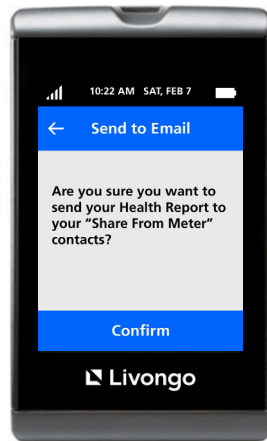 10:22 AM SAT, FEB 7
Send to Email
Are you sure you want to
send your Health Report to
your “Share From Meter”
contacts?
Confirm
Livongo